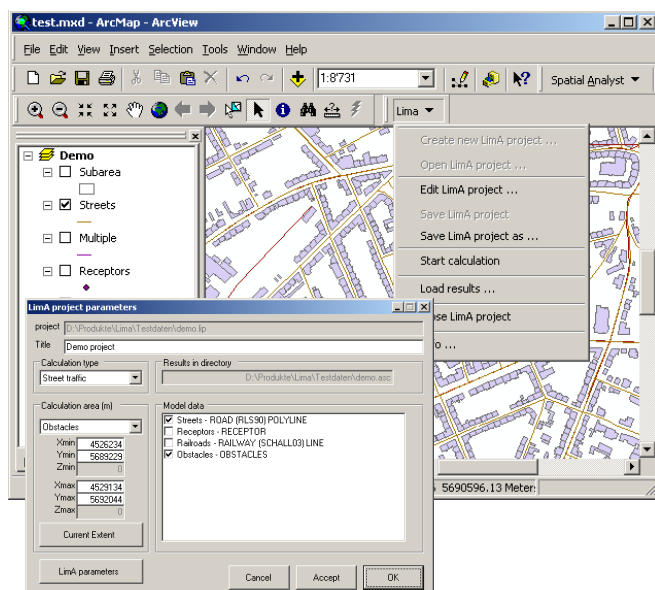 test.mxd - ArcMap - ArcView
File Edit View Insert Selection Tools Window Help
1:8'731
Spatial Analyst
Lima
Create new LimA project ...
Open LimA project ...
Edit LimA project ...
Save LimA project
Save LimA project as ...
Start calculation
Load results ...
LimA project
...
Demo
Subarea
Streets
Multiple
Receptors
5690596.13 Meter
LimA project parameters
project D:\Produkte\Lima\Testdaten\demo.lip
Title Demo project
Calculation type
Street traffic
Results in directory
D:\Produkte\Lima\Testdaten\demo.asc
Calculation area (m)
Obstacles
Xmin 4526234
Ymin 5689229
Zmin 0
Xmax 4529134
Ymax 5692044
Zmax 0
Current Extent
LimA parameters
Model data
Streets - ROAD (RLS90) POLYLINE
Receptors - RECEPTOR
Railroads - RAILWAY (SCHALL03) LINE
Obstacles - OBSTACLES
Cancel Accept OK